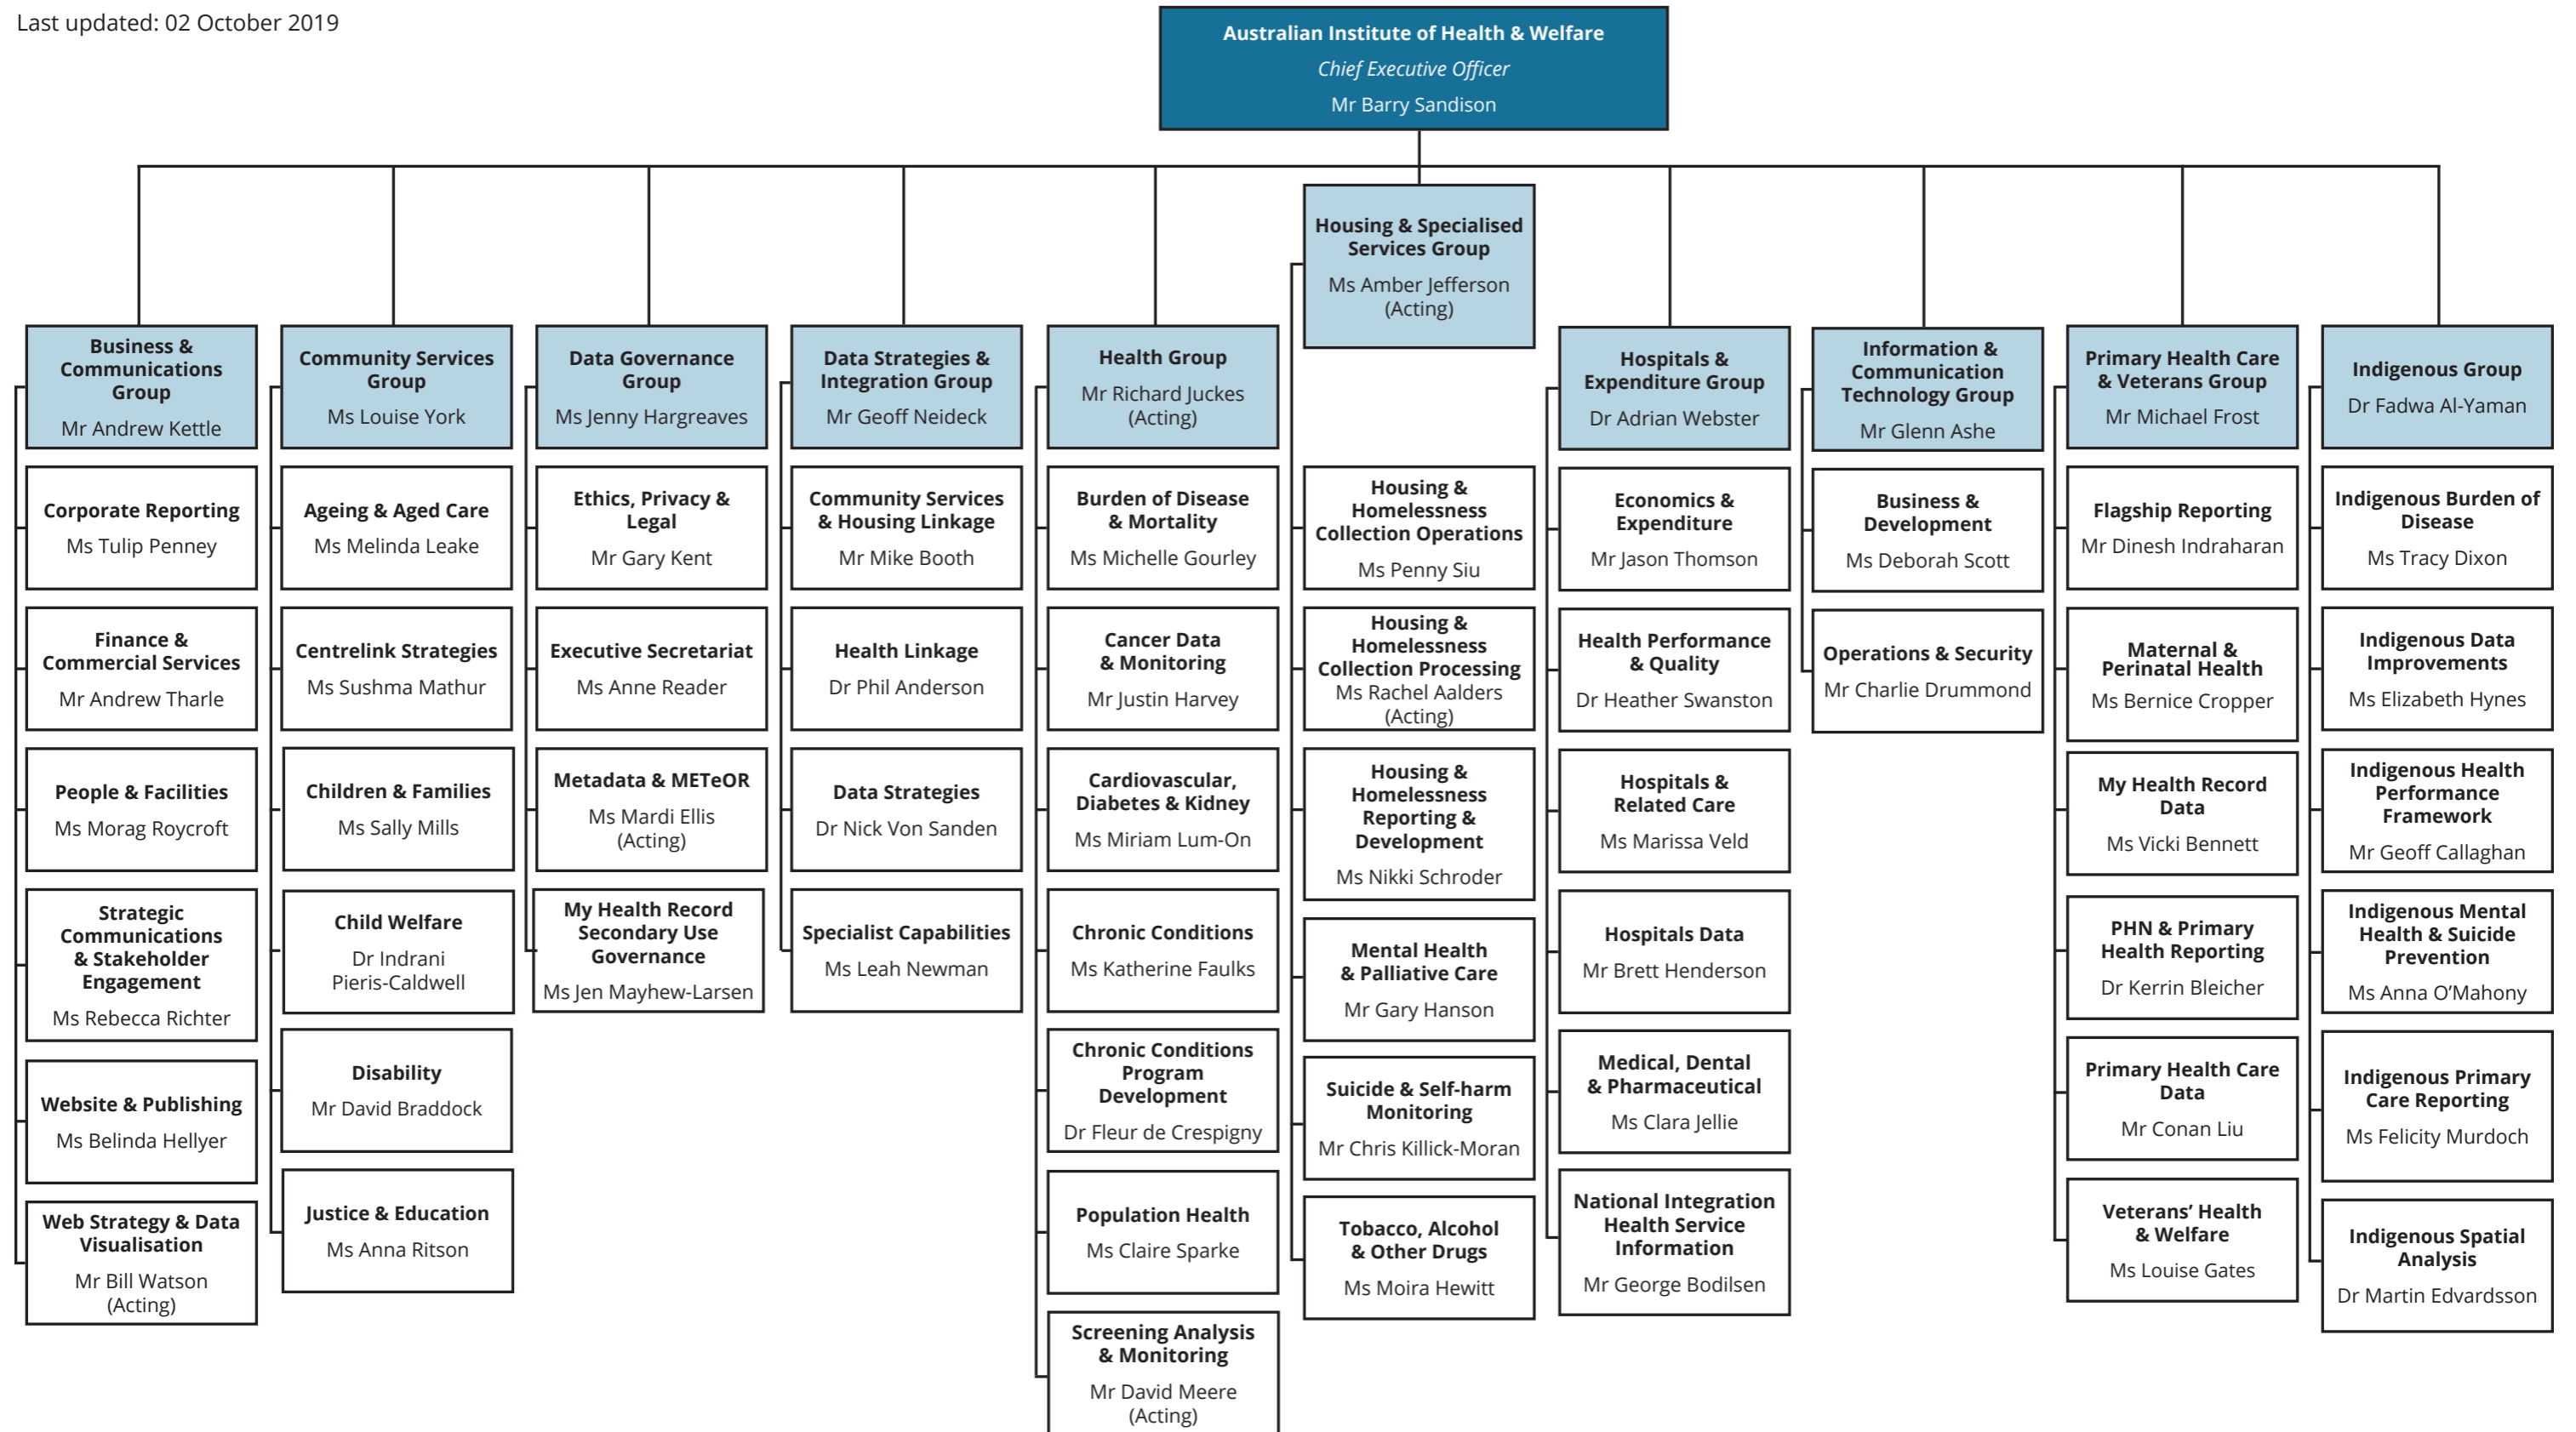 Last updated: 02 October 2019
Australian Institute of Health & Welfare
Chief Executive Officer
Mr Barry Sandison
Business &
Communications
Group
Mr Andrew Kettle
Corporate Reporting
Ms Tulip Penney
Finance &
Commercial Services
Mr Andrew Tharle
People & Facilities
Ms Morag Roycroft
Strategic
Communications
& Stakeholder
Engagement
Ms Rebecca Richter
Website & Publishing
Ms Belinda Hellyer
Web Strategy & Data
Visualisation
Mr Bill Watson
(Acting)
Community Services
Group
Ms Louise York
Ageing & Aged Care
Ms Melinda Leake
Centrelink Strategies
Ms Sushma Mathur
Children & Families
Ms Sally Mills
Child Welfare
Dr Indrani
Pieris-Caldwell
Disability
Mr David Braddock
Justice & Education
Ms Anna Ritson
Data Governance
Group
Ms Jenny Hargreaves
Ethics, Privacy &
Legal
Mr Gary Kent
Executive Secretariat
Ms Anne Reader
Metadata & METeOR
Ms Mardi Ellis
(Acting)
My Health Record
Secondary Use
Governance
Ms Jen Mayhew-Larsen
Data Strategies &
Integration Group
Mr Geoff Neideck
Community Services
& Housing Linkage
Mr Mike Booth
Health Linkage
Dr Phil Anderson
Data Strategies
Dr Nick Von Sanden
Specialist Capabilities
Ms Leah Newman
Health Group
Mr Richard Juckes
(Acting)
Burden of Disease
& Mortality
Ms Michelle Gourley
Cancer Data
& Monitoring
Mr Justin Harvey
Cardiovascular,
Diabetes & Kidney
Ms Miriam Lum-On
Chronic Conditions
Ms Katherine Faulks
Chronic Conditions
Program
Development
Dr Fleur de Crespigny
Population Health
Ms Claire Sparke
Screening Analysis
& Monitoring
Mr David Meere
(Acting)
Housing & Specialised
Services Group
Ms Amber Jefferson
(Acting)
Housing &
Homelessness
Collection Operations
Ms Penny Siu
Housing &
Homelessness
Collection Processing
Ms Rachel Aalders
(Acting)
Housing &
Homelessness
Reporting &
Development
Ms Nikki Schroder
Mental Health
& Palliative Care
Mr Gary Hanson
Suicide & Self-harm
Monitoring
Mr Chris Killick-Moran
Tobacco, Alcohol
& Other Drugs
Ms Moira Hewitt
Hospitals &
Expenditure Group
Dr Adrian Webster
Economics &
Expenditure
Mr Jason Thomson
Health Performance
& Quality
Dr Heather Swanston
Hospitals &
Related Care
Ms Marissa Veld
Hospitals Data
Mr Brett Henderson
Medical, Dental
& Pharmaceutical
Ms Clara Jellie
National Integration
Health Service
Information
Mr George Bodilsen
Information &
Communication
Technology Group
Mr Glenn Ashe
Business &
Development
Ms Deborah Scott
Operations & Security
Mr Charlie Drummond
Primary Health Care
& Veterans Group
Mr Michael Frost
Flagship Reporting
Mr Dinesh Indraharan
Maternal &
Perinatal Health
Ms Bernice Cropper
My Health Record
Data
Ms Vicki Bennett
PHN & Primary
Health Reporting
Dr Kerrin Bleicher
Primary Health Care
Data
Mr Conan Liu
Veterans’ Health
& Welfare
Ms Louise Gates
Indigenous Group
Dr Fadwa Al-Yaman
Indigenous Burden of
Disease
Ms Tracy Dixon
Indigenous Data
Improvements
Ms Elizabeth Hynes
Indigenous Health
Performance
Framework
Mr Geoff Callaghan
Indigenous Mental
Health & Suicide
Prevention
Ms Anna O’Mahony
Indigenous Primary
Care Reporting
Ms Felicity Murdoch
Indigenous Spatial
Analysis
Dr Martin Edvardsson